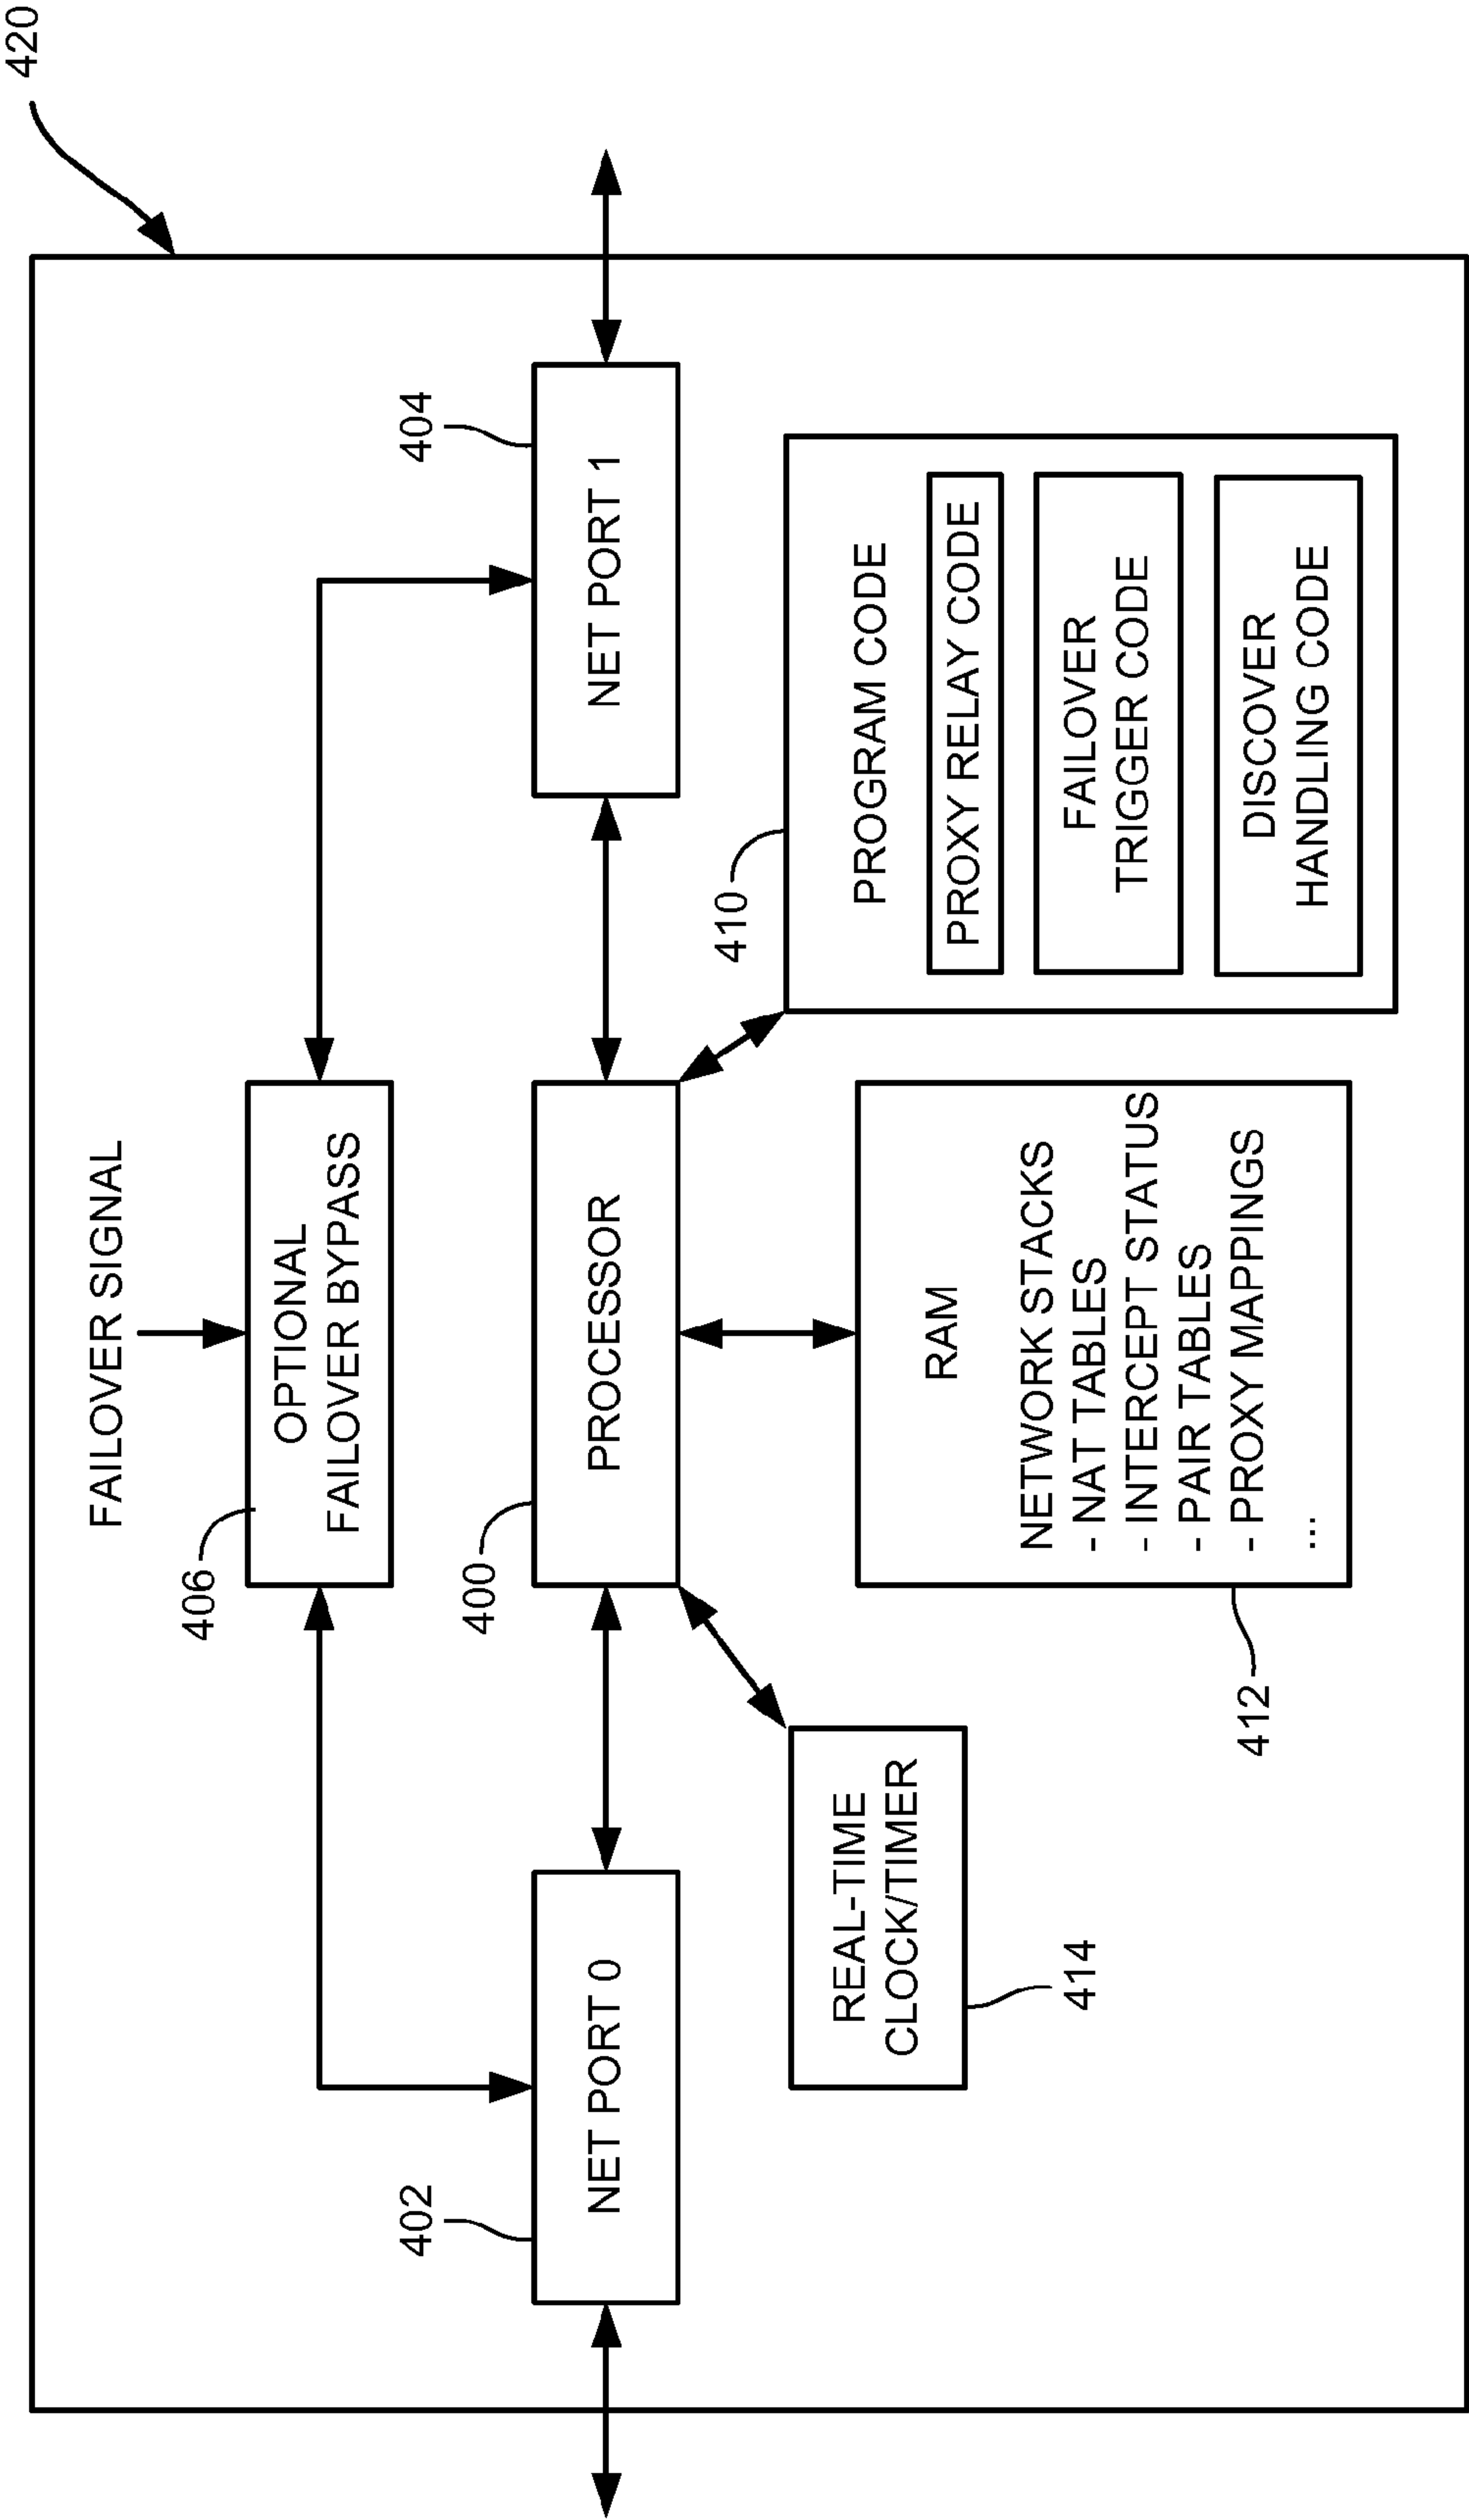 420
FAILOVER SIGNAL
406
OPTIONAL
FAILOVER BYPASS
402
NET PORT 0
400
PROCESSOR
404
NET PORT 1
REAL-TIME
CLOCK/TIMER
414
RAM
NETWORK STACKS
- NAT TABLES
- INTERCEPT STATUS
- PAIR TABLES
- PROXY MAPPINGS
...
412
410
PROGRAM CODE
PROXY RELAY CODE
FAILOVER
TRIGGER CODE
DISCOVER
HANDLING CODE